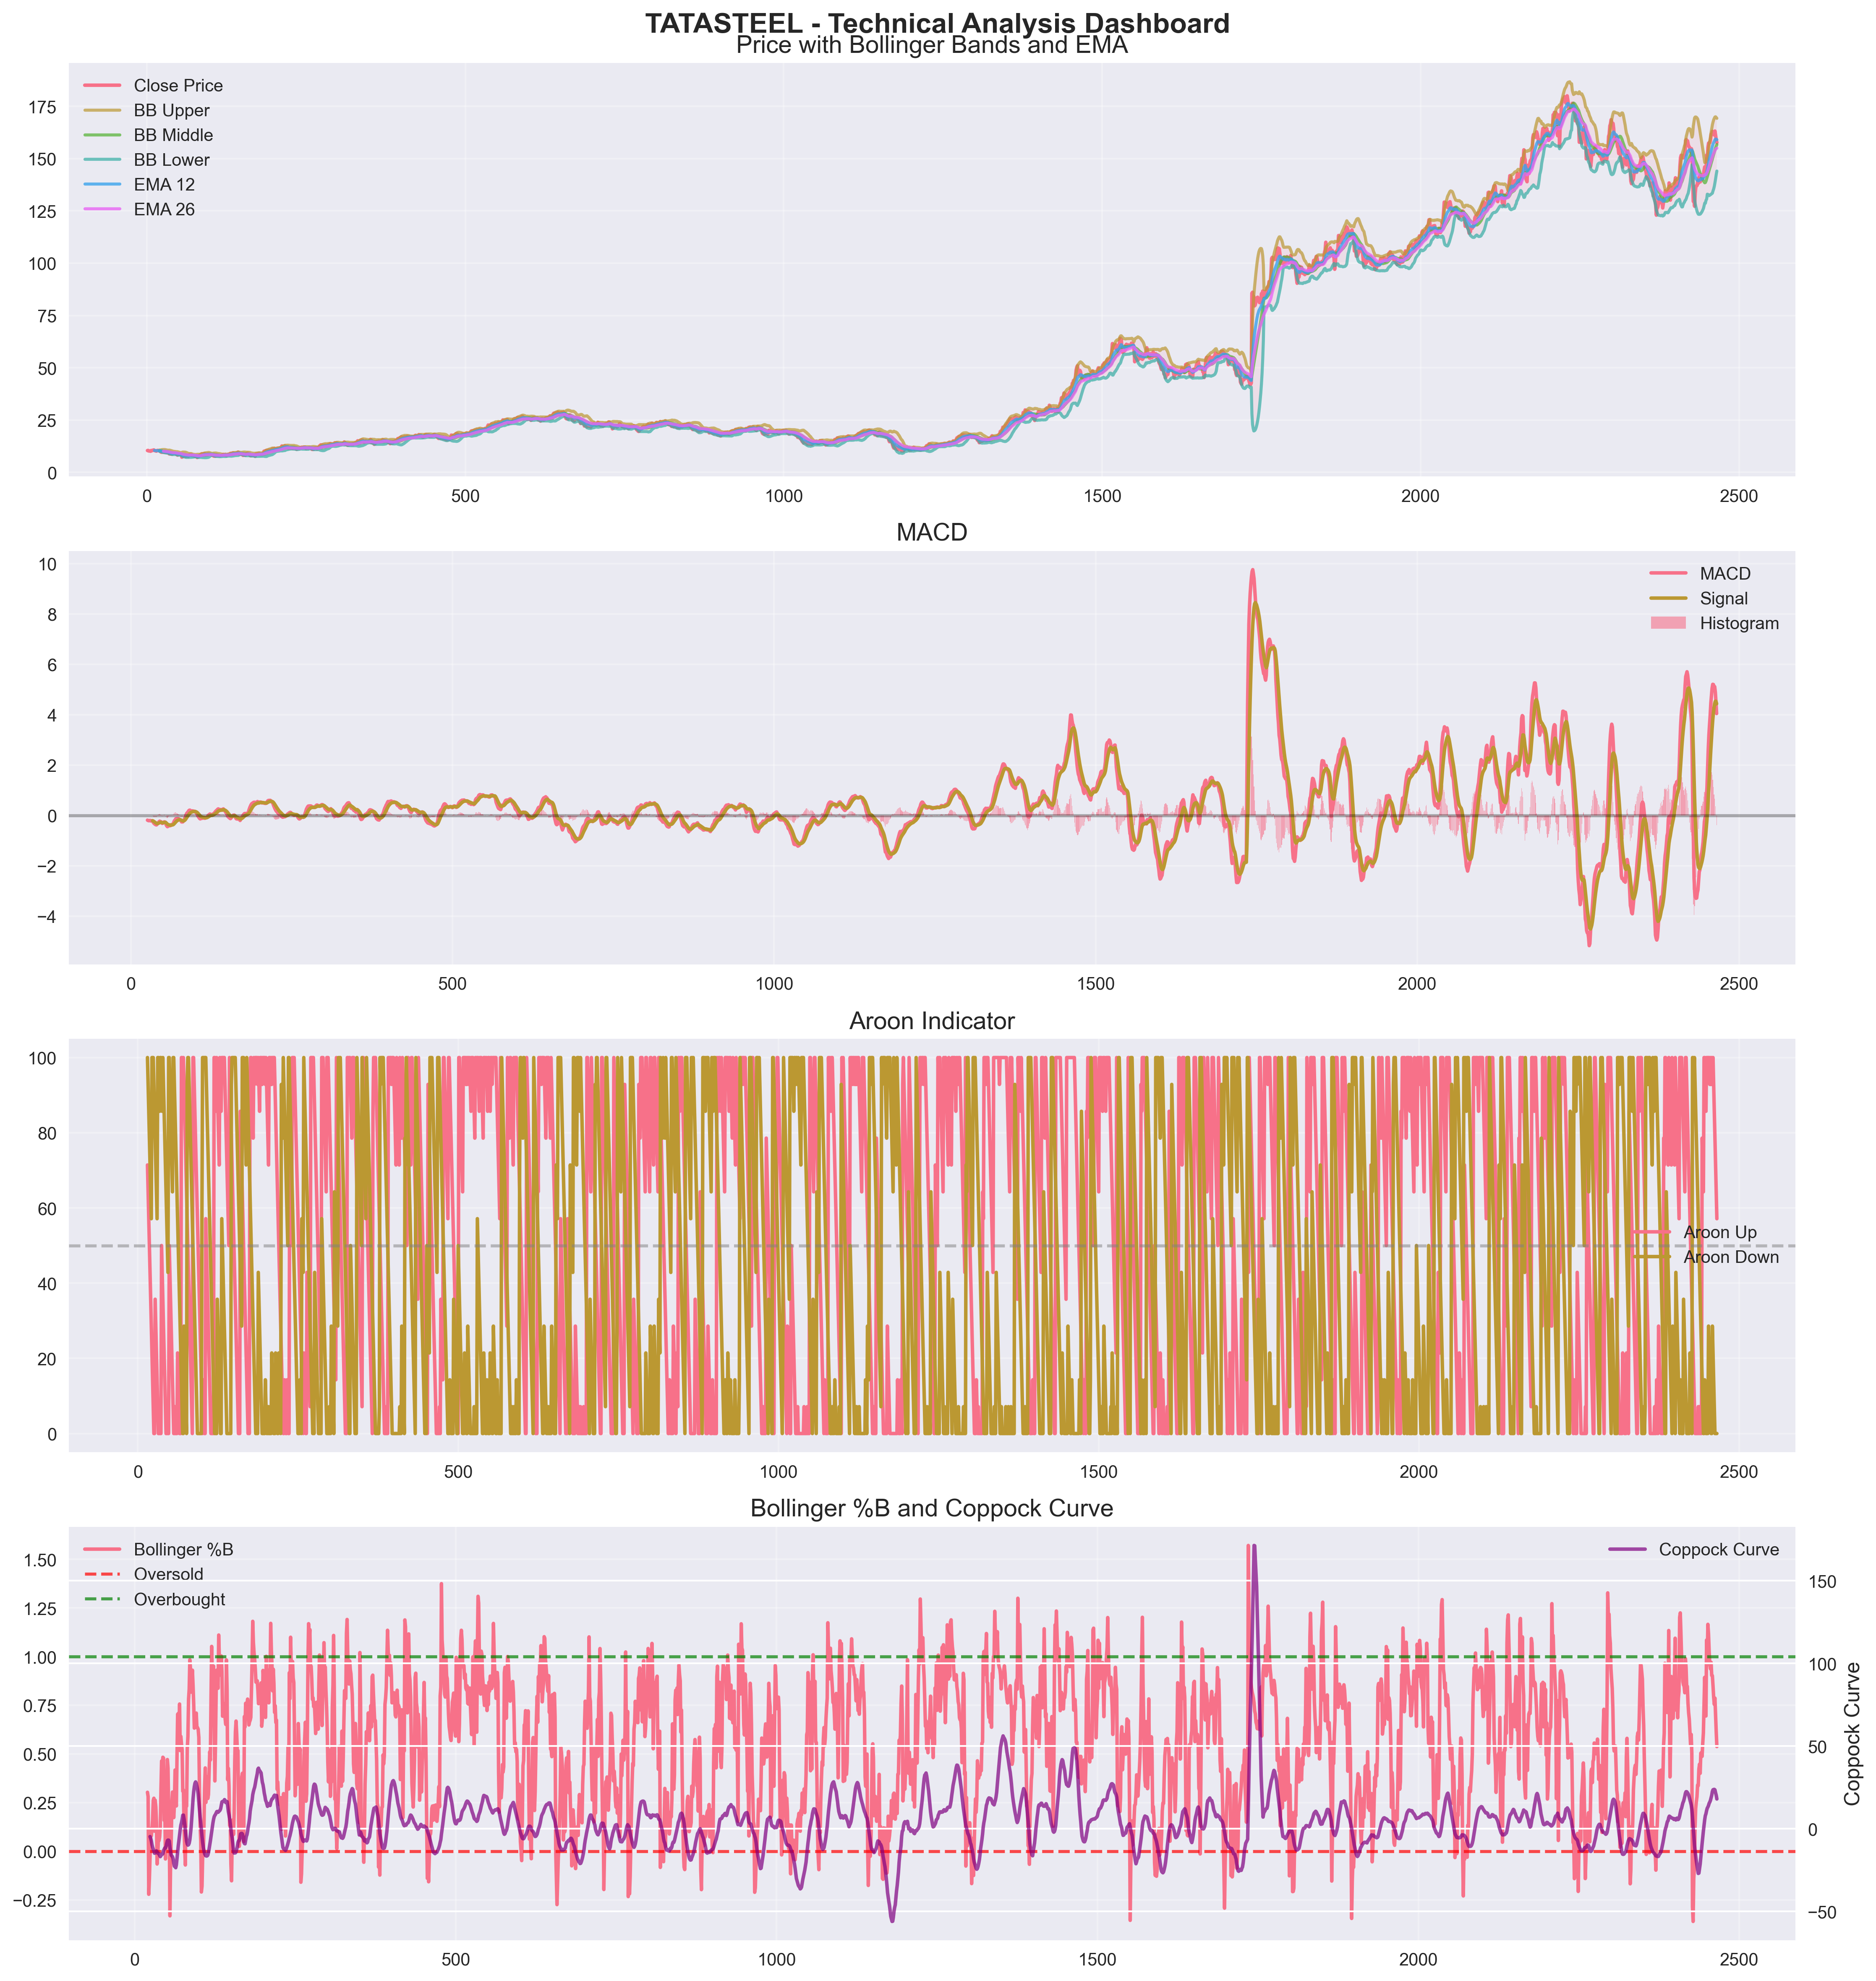 TATASTEEL - Technical Analysis Dashboard
Price with Bollinger Bands and EMA
Close Price
BB Upper
BB Middle
BB Lower
EMA 12
EMA 26
175
150
125
100
75
50
25
0
0 500 1000 1500 2000 2500
MACD
MACD
Signal
Histogram
10
8
6
4
2
0
−2
−4
0 500 1000 1500 2000 2500
Aroon Indicator
100
80
60
40
20
0
Aroon Up
Aroon Down
0 500 1000 1500 2000 2500
Bollinger %B and Coppock Curve
Bollinger %B
Oversold
Overbought
Coppock Curve
1.50
1.25
1.00
0.75
0.50
0.25
0.00
−0.25
150
100
50
0
−50
Coppock Curve
0 500 1000 1500 2000 2500